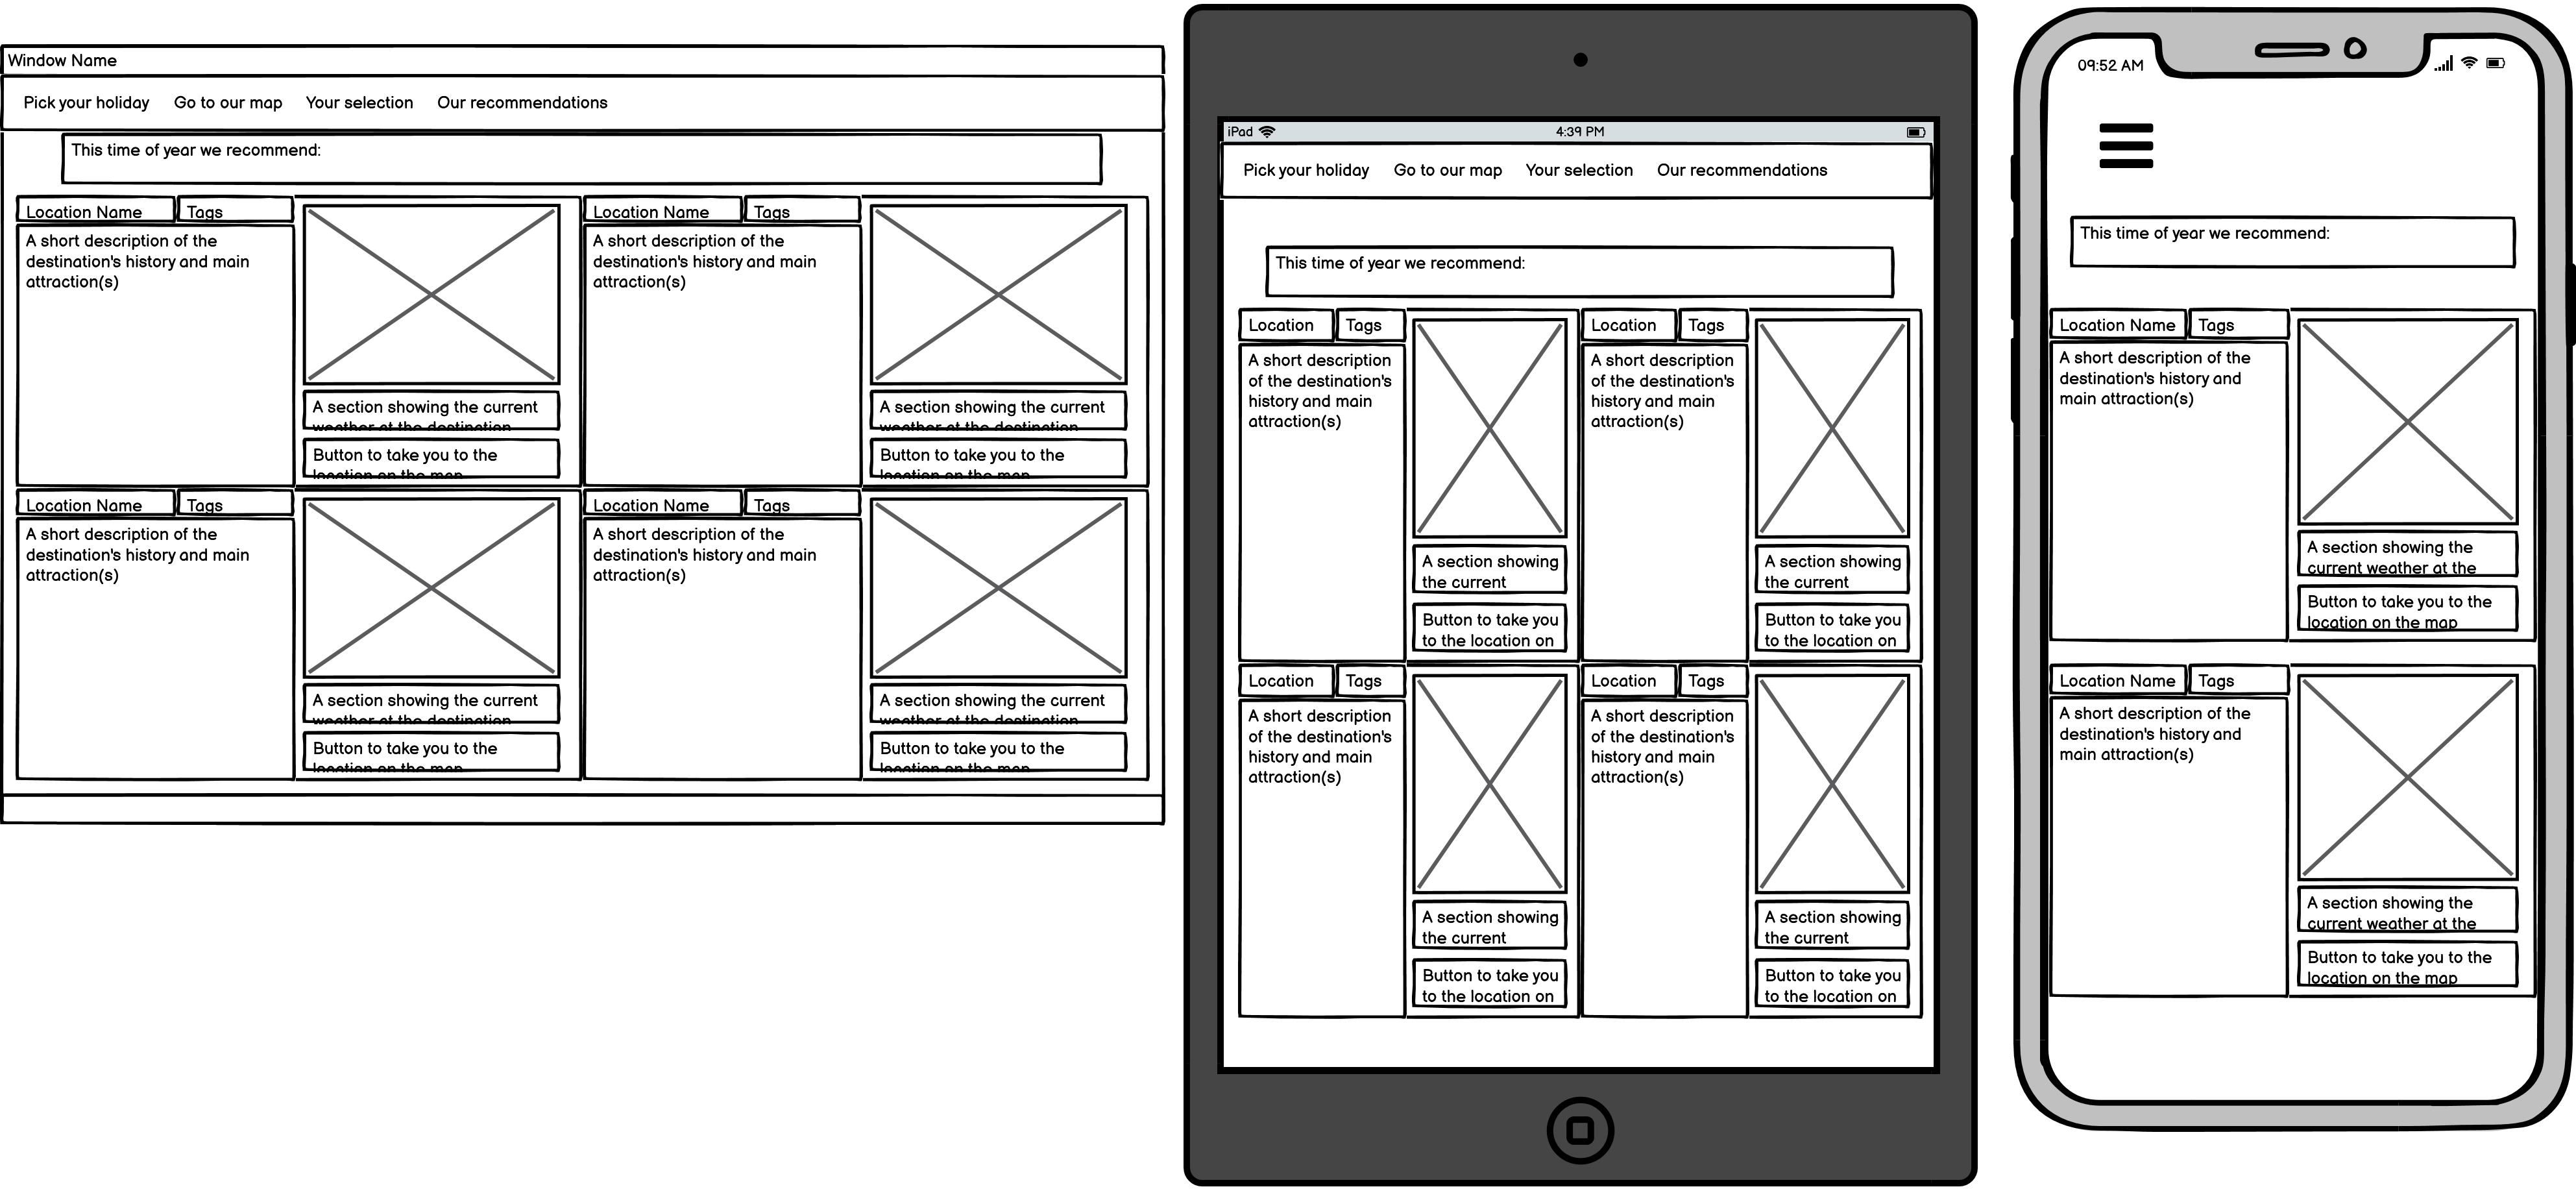 Window Name
Pick your holiday Go to our map Your selection Our recommendations
This time of year we recommend:
Location Name Tags
A short description of the
destination's history and main
attraction(s)
A section showing the current
weather at the destination
Button to take you to the
location on the map
Location Name Tags
A short description of the
destination's history and main
attraction(s)
A section showing the current
weather at the destination
Button to take you to the
location on the map
Location Name Tags
A short description of the
destination's history and main
attraction(s)
A section showing the current
weather at the destination
Button to take you to the
location on the map
Location Name Tags
A short description of the
destination's history and main
attraction(s)
A section showing the current
weather at the destination
Button to take you to the
location on the map
iPad 4:39 PM
Pick your holiday Go to our map Your selection Our recommendations
This time of year we recommend:
Location Tags
A short description
of the destination's
history and main
attraction(s)
A section showing
the current
Button to take you
to the location on
Location Tags
A short description
of the destination's
history and main
attraction(s)
A section showing
the current
Button to take you
to the location on
Location Tags
A short description
of the destination's
history and main
attraction(s)
A section showing
the current
Button to take you
to the location on
Location Tags
A short description
of the destination's
history and main
attraction(s)
A section showing
the current
Button to take you
to the location on
09:52 AM
This time of year we recommend:
Location Name Tags
A short description of the
destination's history and
main attraction(s)
A section showing the
current weather at the
Button to take you to the
location on the map
Location Name Tags
A short description of the
destination's history and
main attraction(s)
A section showing the
current weather at the
Button to take you to the
location on the map